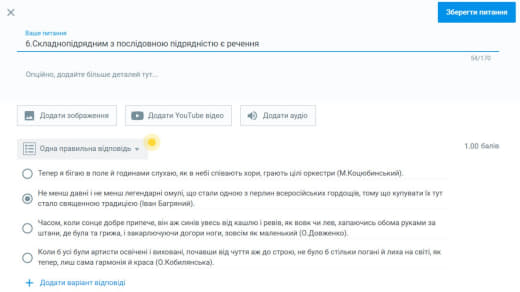 Зберегти питання
Ваше питання
6.Складнопідрядним з послідовною підрядністю є речення
54/170
Опційно, додайте більше деталей тут...
Додати зображення
Додати YouTube відео
Додати аудіо
Одна правильна відповідь
1.00 балів
Тепер я бігаю в поле й годинами слухаю, як в небі співають хори, грають цілі оркестри (М.Коцюбинський).
Не менш давні і не менш легендарні омулі, що стали одною з перлин всеросійських гордощів, тому що купувати їх тут
стало священною традицією (Іван Багряний).
Часом, коли сонце добре припече, він аж синів увесь від кашлю і ревів, як вовк чи лев, хапаючись обома руками за
штани, де була та грижа, і закарлючуючи догори ноги, зовсім як маленький (О.Довженко).
Коли б усі були артисти освічені і виховані, почавши від чуття аж до строю, не було б стільки погані й лиха на світі, як
тепер, лиш сама гармонія й краса (О.Кобилянська).
Додати варіант відповіді